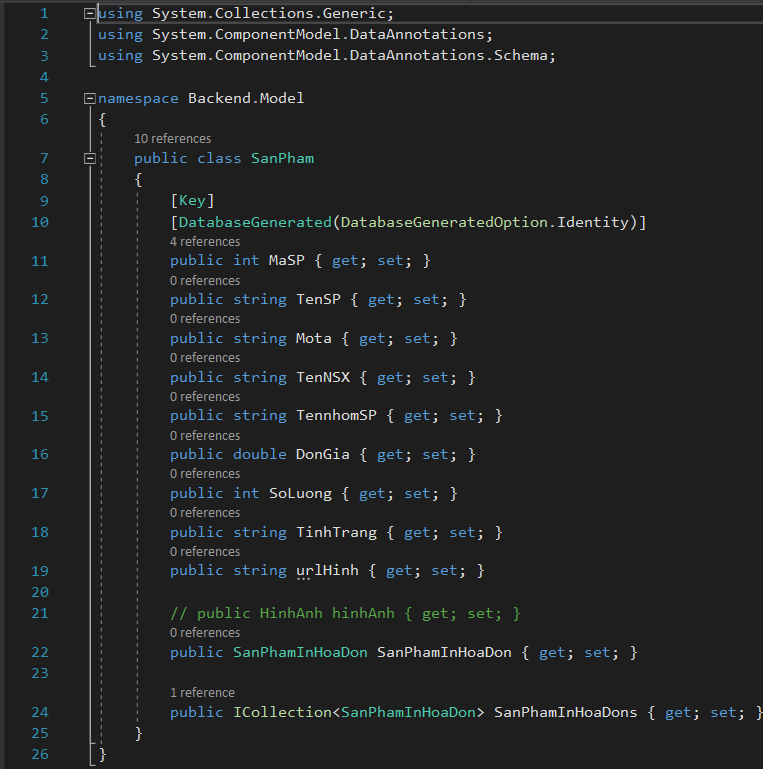 1 using System.Collections.Generic;
2 using System.ComponentModel.DataAnnotations;
3 using System.ComponentModel.DataAnnotations.Schema;
4
5 namespace Backend.Model
6 {
10 references
7 public class SanPham
8 {
9 [Key]
10 [DatabaseGenerated(DatabaseGeneratedOption.Identity)]
4 references
11 public int MaSP { get; set; }
0 references
12 public string TenSP { get; set; }
0 references
13 public string Mota { get; set; }
0 references
14 public string TenNSX { get; set; }
0 references
15 public string TennhomSP { get; set; }
0 references
16 public double DonGia { get; set; }
0 references
17 public int SoLuong { get; set; }
0 references
18 public string TinhTrang { get; set; }
0 references
19 public string urlHinh { get; set; }
20
21 // public HinhAnh hinhAnh { get; set; }
0 references
22 public SanPhamInHoaDon SanPhamInHoaDon { get; set; }
23
1 reference
24 public ICollection<SanPhamInHoaDon> SanPhamInHoaDons { get; set; }
25 }
26 }